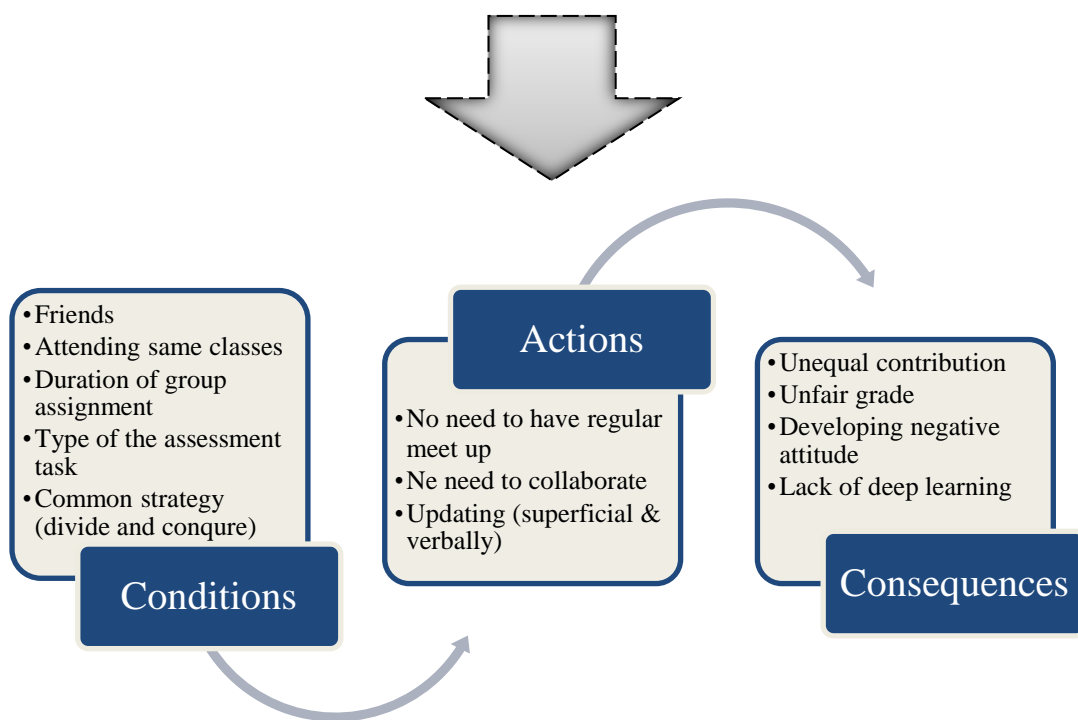 •Friends
•Attending same classes
•Duration of group
assignment
•Type of the assessment
task
•Common strategy
(divide and conqure)
Conditions
Actions
•No need to have regular
meet up
•Ne need to collaborate
•Updating (superficial &
verbally)
•Unequal contribution
•Unfair grade
•Developing negative
attitude
•Lack of deep learning
Consequences